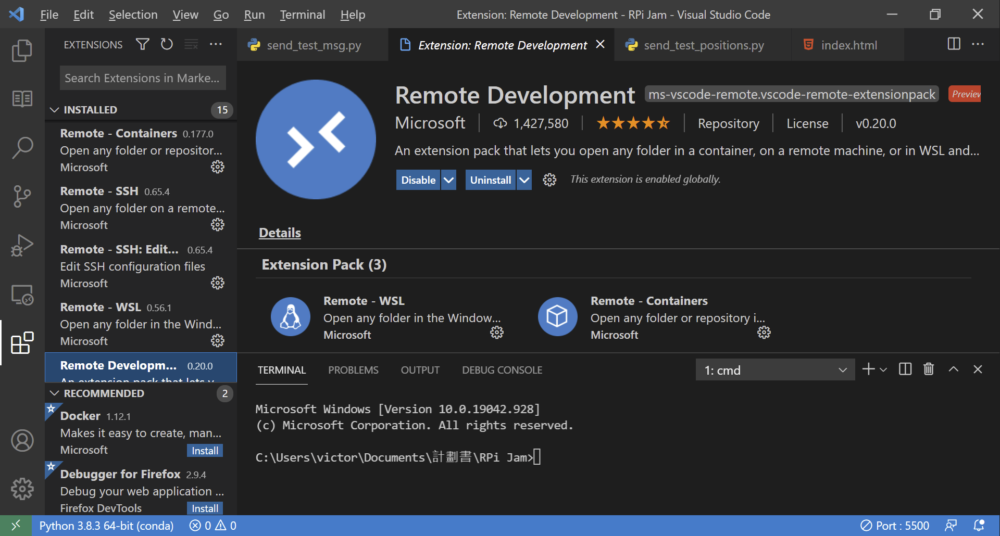 File Edit Selection View Go Run Terminal Help Extension: Remote Development - RPi Jam - Visual Studio Code
EXTENSIONS
Search Extensions in Marke...
INSTALLED 15
Remote - Containers 0.177.0
Open any folder or repositor...
Microsoft
Remote - SSH 0.65.4
Open any folder on a remote...
Microsoft
Remote - SSH: Edit... 0.65.4
Edit SSH configuration files
Microsoft
Remote - WSL 0.56.1
Open any folder in the Wind...
Microsoft
Remote Developm... 0.20.0
An extension pack that lets y
RECOMMENDED 2
Docker 1.12.1
Makes it easy to create, man...
Microsoft Install
Debugger for Firefox 2.9.4
Debug your web application ...
Firefox DevTools Install
send_test_msg.py Extension: Remote Development send_test_positions.py index.html
Remote Development ms-vscode-remote.vscode-remote-extensionpack Preview
Microsoft 1,427,580 Repository License v0.20.0
An extension pack that lets you open any folder in a container, on a remote machine, or in WSL and...
Disable Uninstall This extension is enabled globally.
Details
Extension Pack (3)
Remote - WSL
Open any folder in the Window...
Microsoft
Remote - Containers
Open any folder or repository i...
Microsoft
TERMINAL PROBLEMS OUTPUT DEBUG CONSOLE 1: cmd
Microsoft Windows [Version 10.0.19042.928]
(c) Microsoft Corporation. All rights reserved.
C:\Users\victor\Documents\計劃書\RPi Jam>
Python 3.8.3 64-bit (conda) 0 0 Port : 5500